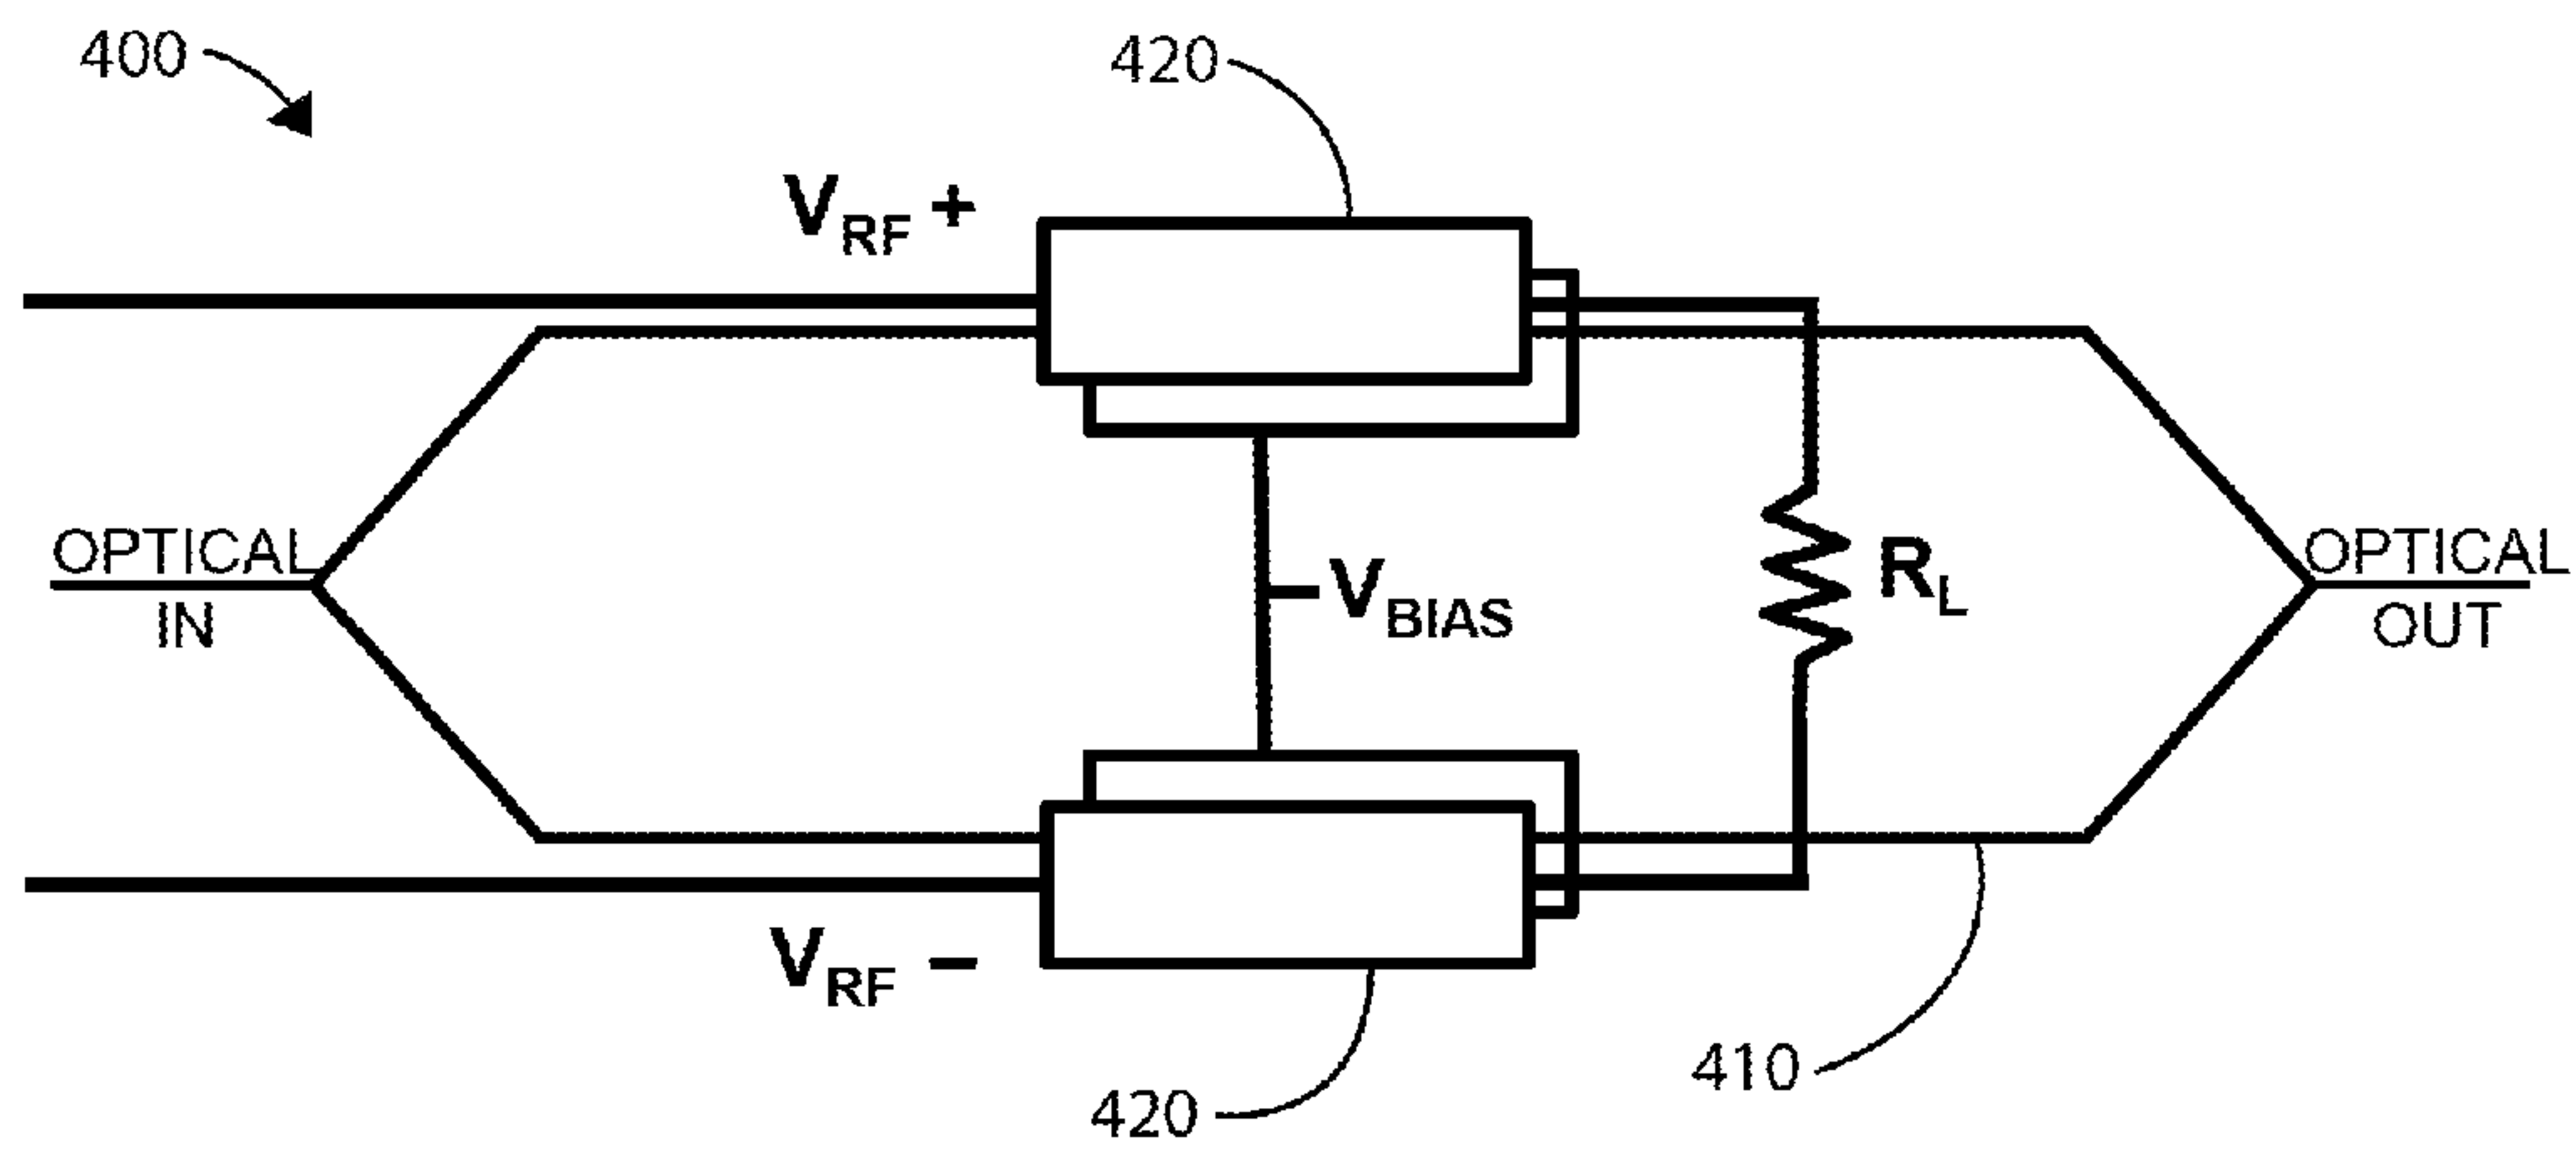 400
420
VRF +
OPTICAL
IN
–VBIAS
RL
OPTICAL
OUT
VRF –
410
420